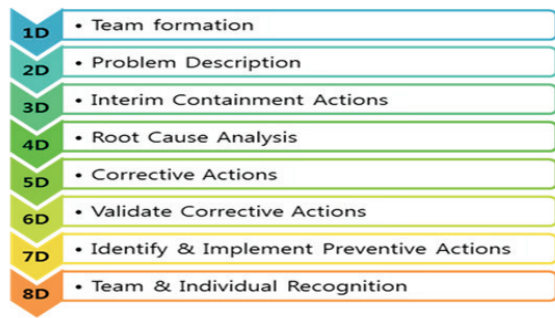 1D • Team formation
2D • Problem Description
3D • Interim Containment Actions
4D • Root Cause Analysis
5D • Corrective Actions
6D • Validate Corrective Actions
7D • Identify & Implement Preventive Actions
8D • Team & Individual Recognition